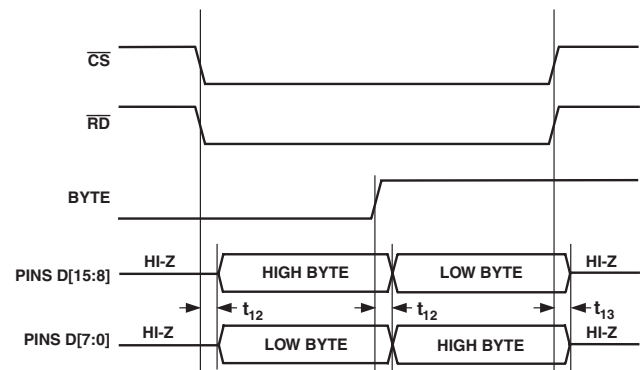 CS
RD
BYTE
PINS D[15:8] HI-Z HIGH BYTE LOW BYTE HI-Z
t12 t12 t13
PINS D[7:0] HI-Z LOW BYTE HIGH BYTE HI-Z